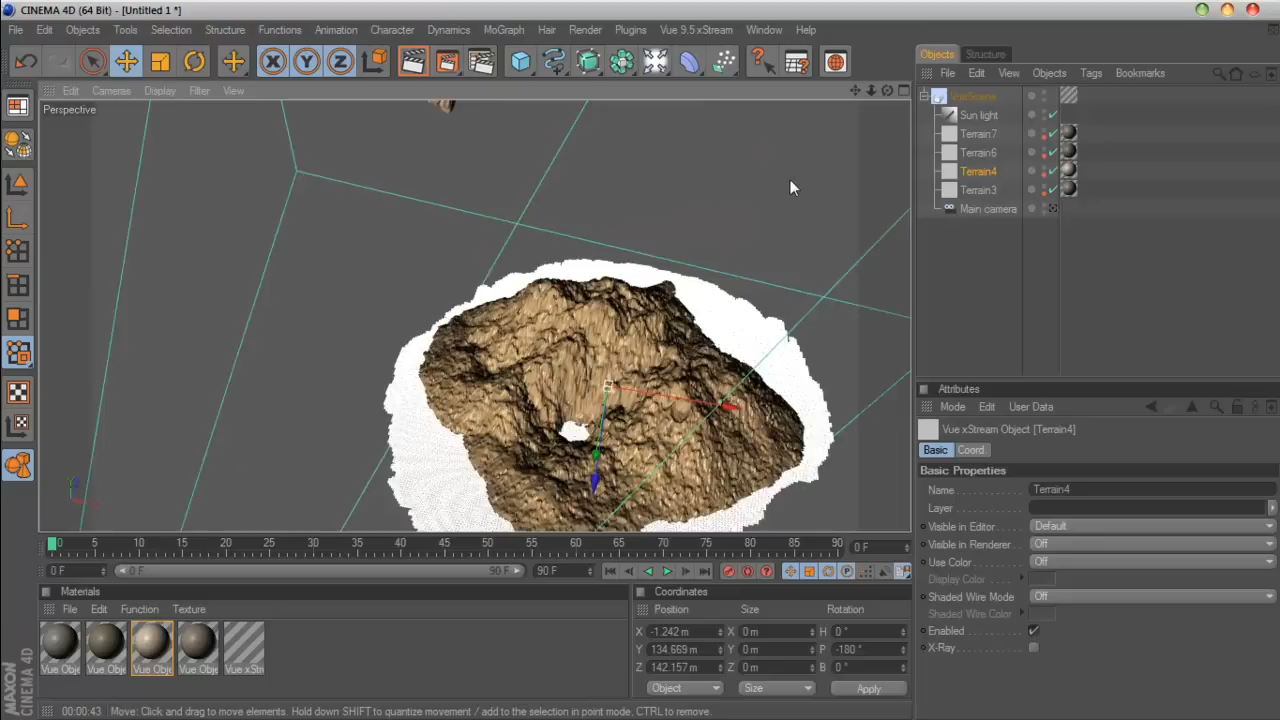 CINEMA 4D (64 Bit) - [Untitled 1 *]
File Edit Objects Tools Selection Structure Functions Animation Character Dynamics MoGraph Hair Render Plugins Vue 9.5 xStream Window Help
Objects Structure
File Edit View Objects Tags Bookmarks
Edit Cameras Display Filter View
Perspective
Sun light
Terrain7
Terrain6
Terrain4
Terrain3
Main camera
Attributes
Mode Edit User Data
Vue xStream Object [Terrain4]
Basic Coord
Basic Properties
Name Terrain4
Layer
Visible in Editor Default
Visible in Renderer Off
Use Color Off
Display Color
Shaded Wire Mode Off
Shaded Wire Color
Enabled
X-Ray
0 5 10 15 20 25 30 35 40 45 50 55 60 65 70 75 80 85 90 0 F
0 F 0 F 90 F 90 F
Materials
File Edit Function Texture
Vue Obje Vue Obje Vue Obje Vue Obje Vue xStr
Coordinates
Position Size Rotation
X -1.242 m X 0 m H 0 °
Y 134.669 m Y 0 m P -180 °
Z 142.157 m Z 0 m B 0 °
Object Size Apply
MAXON
CINEMA 4D
00:00:43 Move: Click and drag to move elements. Hold down SHIFT to quantize movement / add to the selection in point mode, CTRL to remove.